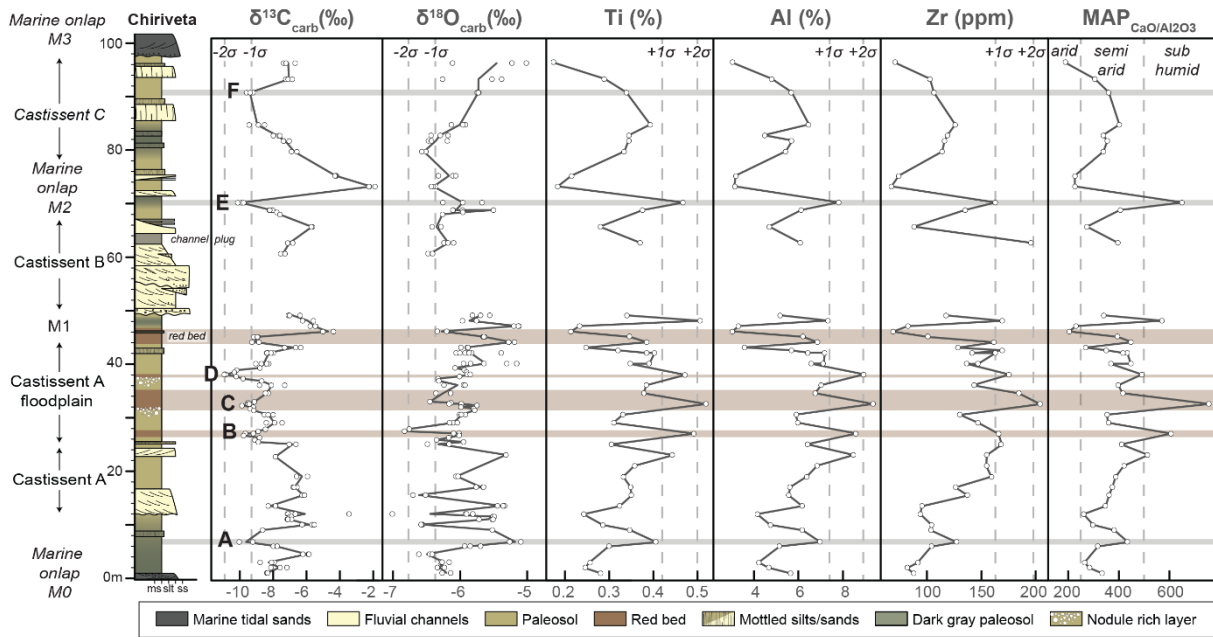 Marine onlap
M3
Castissent C
Marine
onlap
M2
Castissent B
M1
Castissent A
floodplain
Castissent A
Marine
onlap
M0
Chiriveta
100
80
60
40
20
0m
channel plug
red bed
ms slt ss
δ13Ccarb(‰)
-2σ -1σ
F
E
D
C
B
A
-10 -8 -6 -4 -2
δ18Ocarb(‰)
-2σ -1σ
-7 -6 -5
Ti (%)
+1σ +2σ
0.2 0.3 0.4 0.5
Al (%)
+1σ +2σ
4 6 8
Zr (ppm)
+1σ +2σ
100 150 200
MAPCaO/Al2O3
arid semi arid sub humid
200 400 600
Marine tidal sands
Fluvial channels
Paleosol
Red bed
Mottled silts/sands
Dark gray paleosol
Nodule rich layer